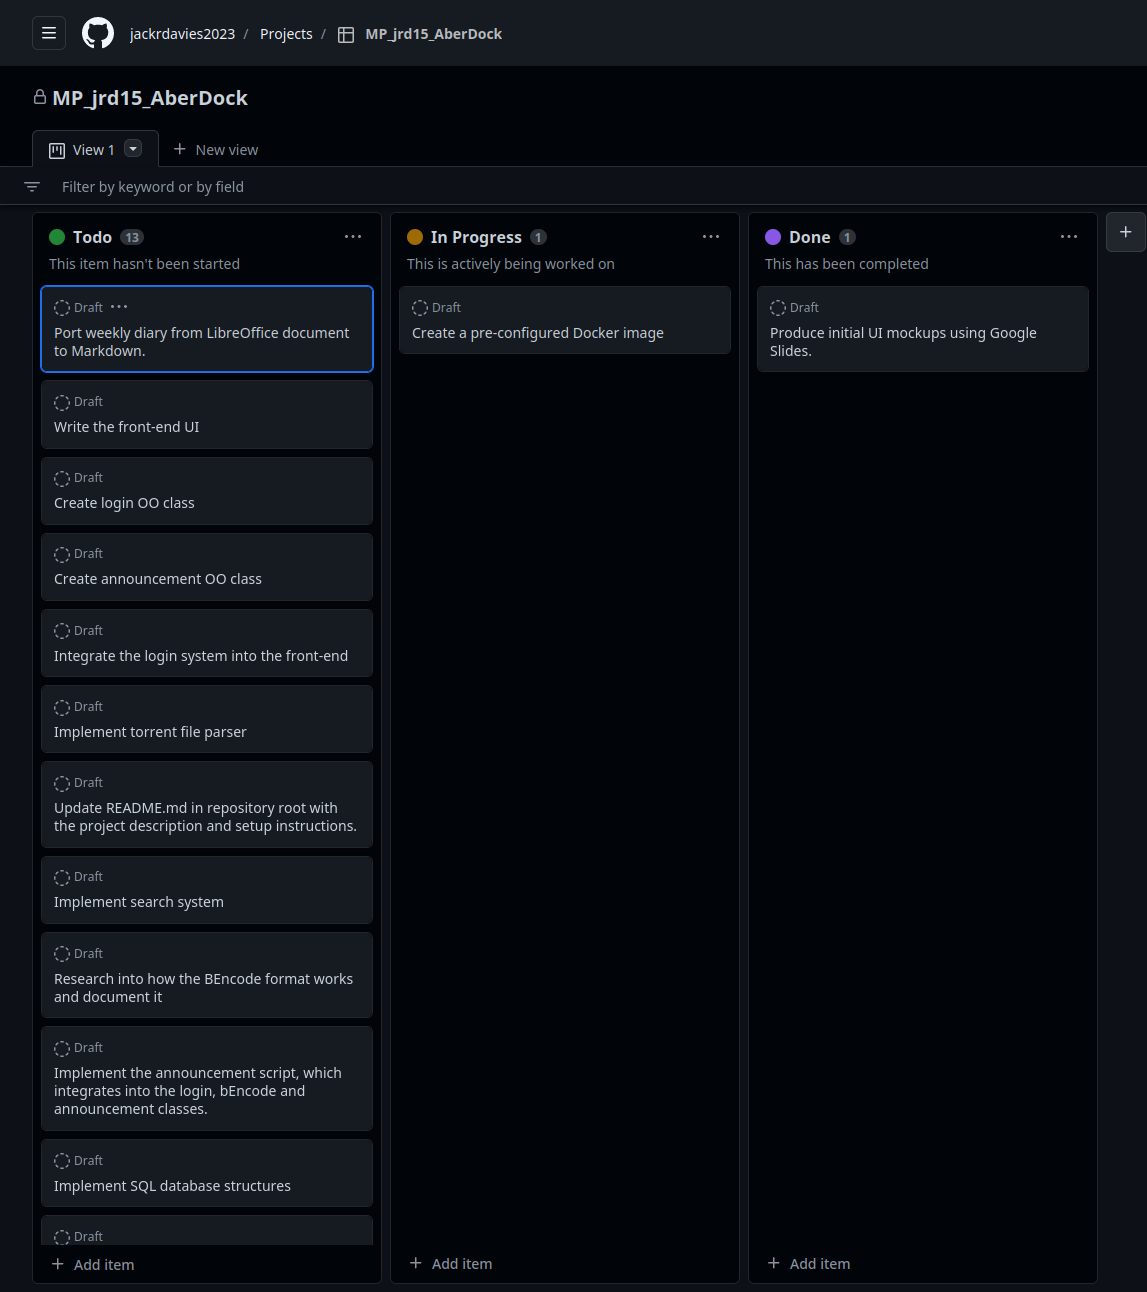 jackrdavies2023 / Projects / MP_jrd15_AberDock
MP_jrd15_AberDock
View 1
New view
Filter by keyword or by field
Todo 13
This item hasn't been started
Draft
Port weekly diary from LibreOffice document
to Markdown.
Draft
Write the front-end UI
Draft
Create login OO class
Draft
Create announcement OO class
Draft
Integrate the login system into the front-end
Draft
Implement torrent file parser
Draft
Update README.md in repository root with
the project description and setup instructions.
Draft
Implement search system
Draft
Research into how the BEncode format works
and document it
Draft
Implement the announcement script, which
integrates into the login, bEncode and
announcement classes.
Draft
Implement SQL database structures
Draft
Add item
In Progress 1
This is actively being worked on
Draft
Create a pre-configured Docker image
Add item
Done 1
This has been completed
Draft
Produce initial UI mockups using Google
Slides.
Add item